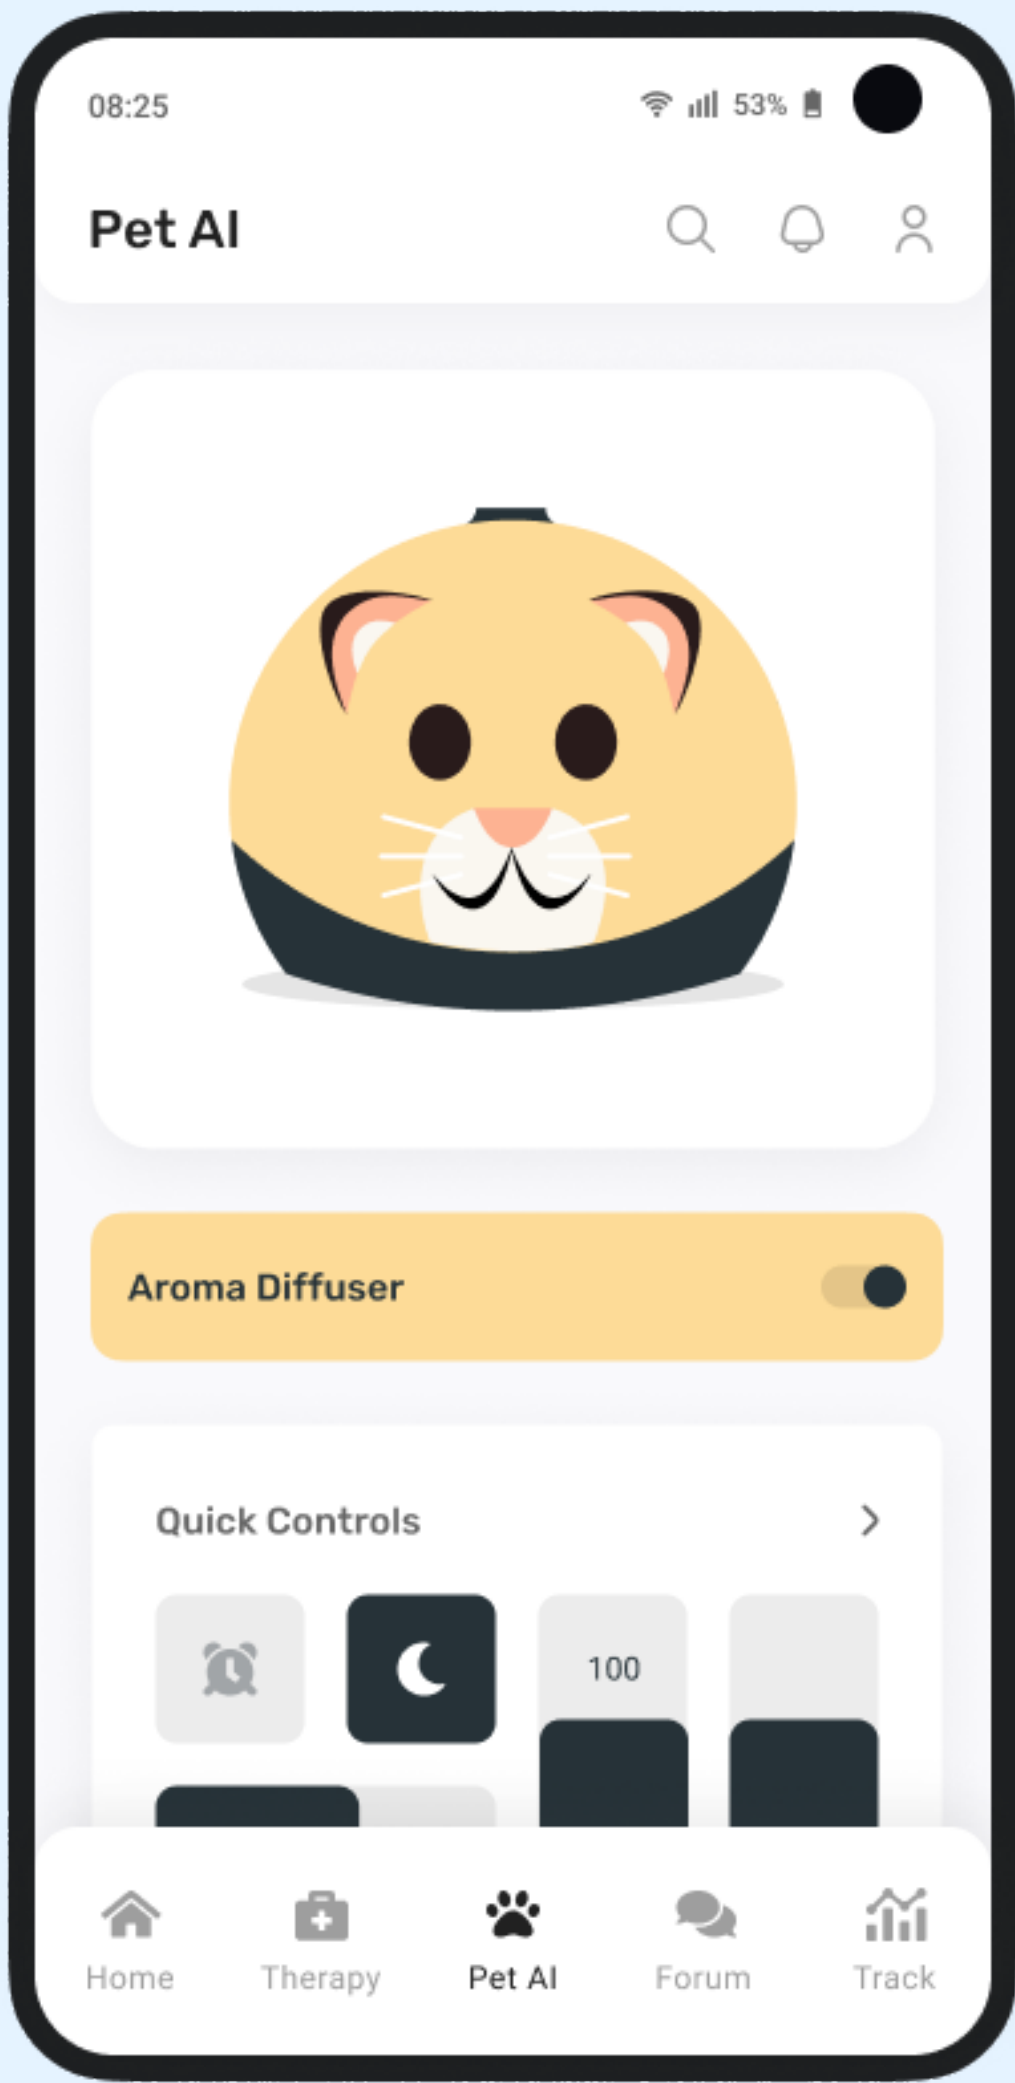 08:25 53%
Pet AI
Aroma Diffuser
Quick Controls
100
Home Therapy Pet AI Forum Track